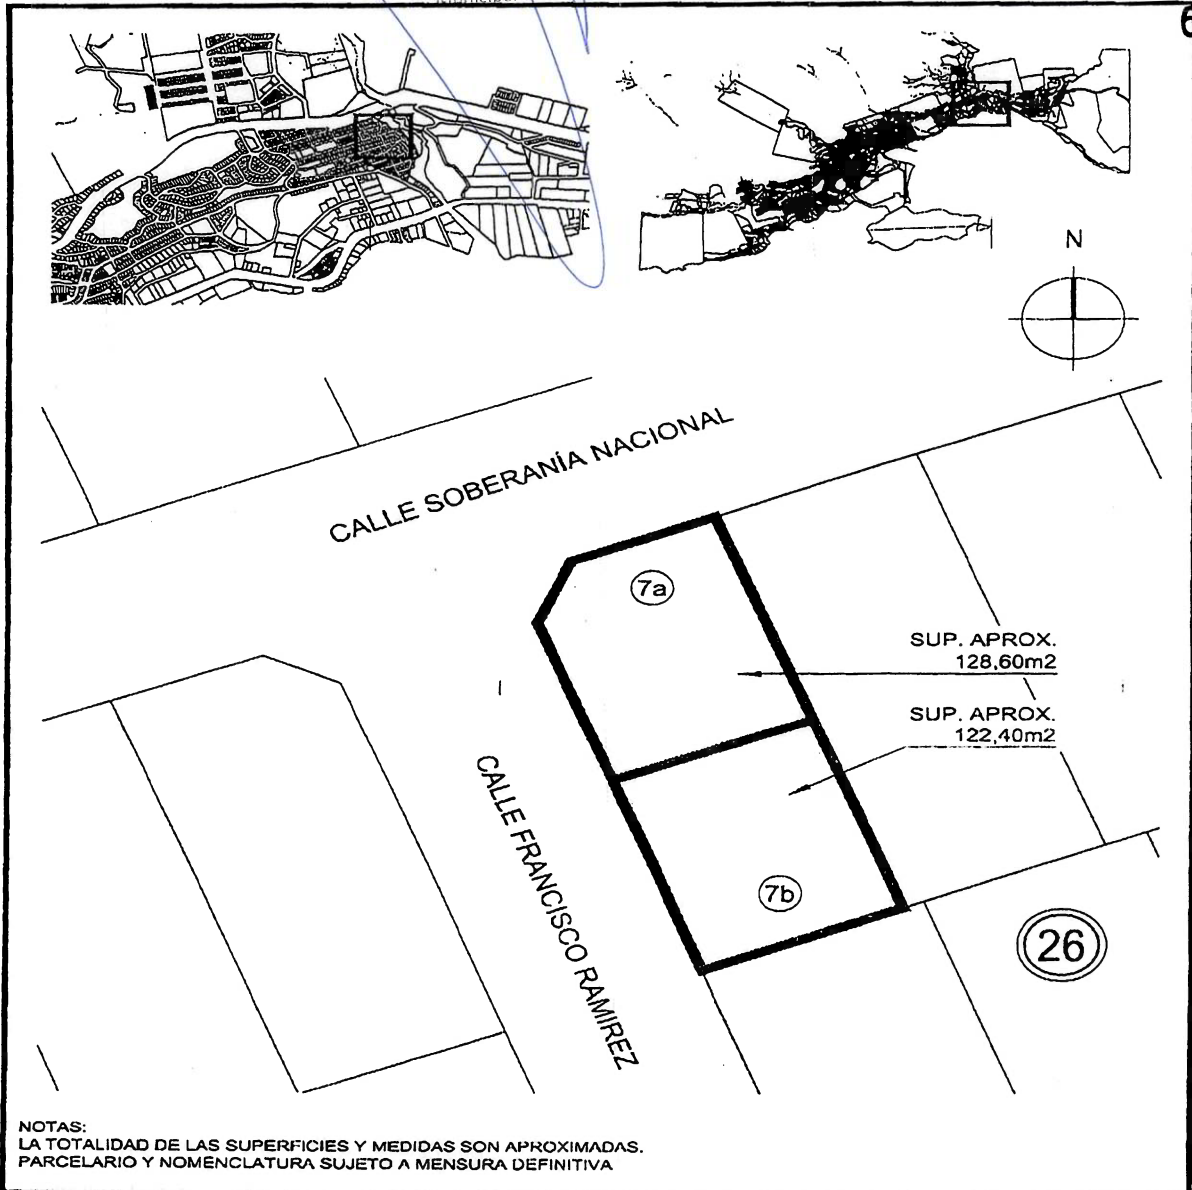 N
CALLE SOBERANÍA NACIONAL
7a
SUP. APROX.
128,60m2
SUP. APROX.
122,40m2
CALLE FRANCISCO RAMIREZ
7b
26
NOTAS:
LA TOTALIDAD DE LAS SUPERFICIES Y MEDIDAS SON APROXIMADAS.
PARCELARIO Y NOMENCLATURA SUJETO A MENSURA DEFINITIVA